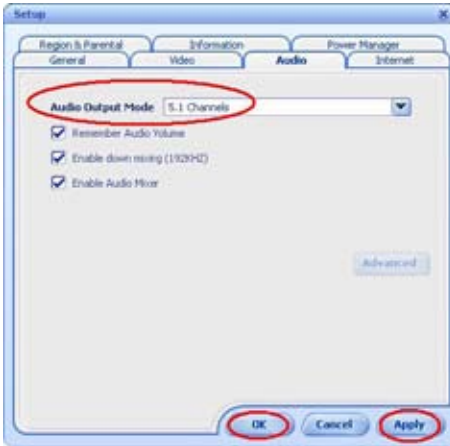 Setup
Region & Parental Information Power Manager
General Video Audio Internet
Audio Output Mode 5.1 Channels
Remember Audio Volume
Enable down mixing (192KHZ)
Enable Audio Mixer
Advanced
OK Cancel Apply